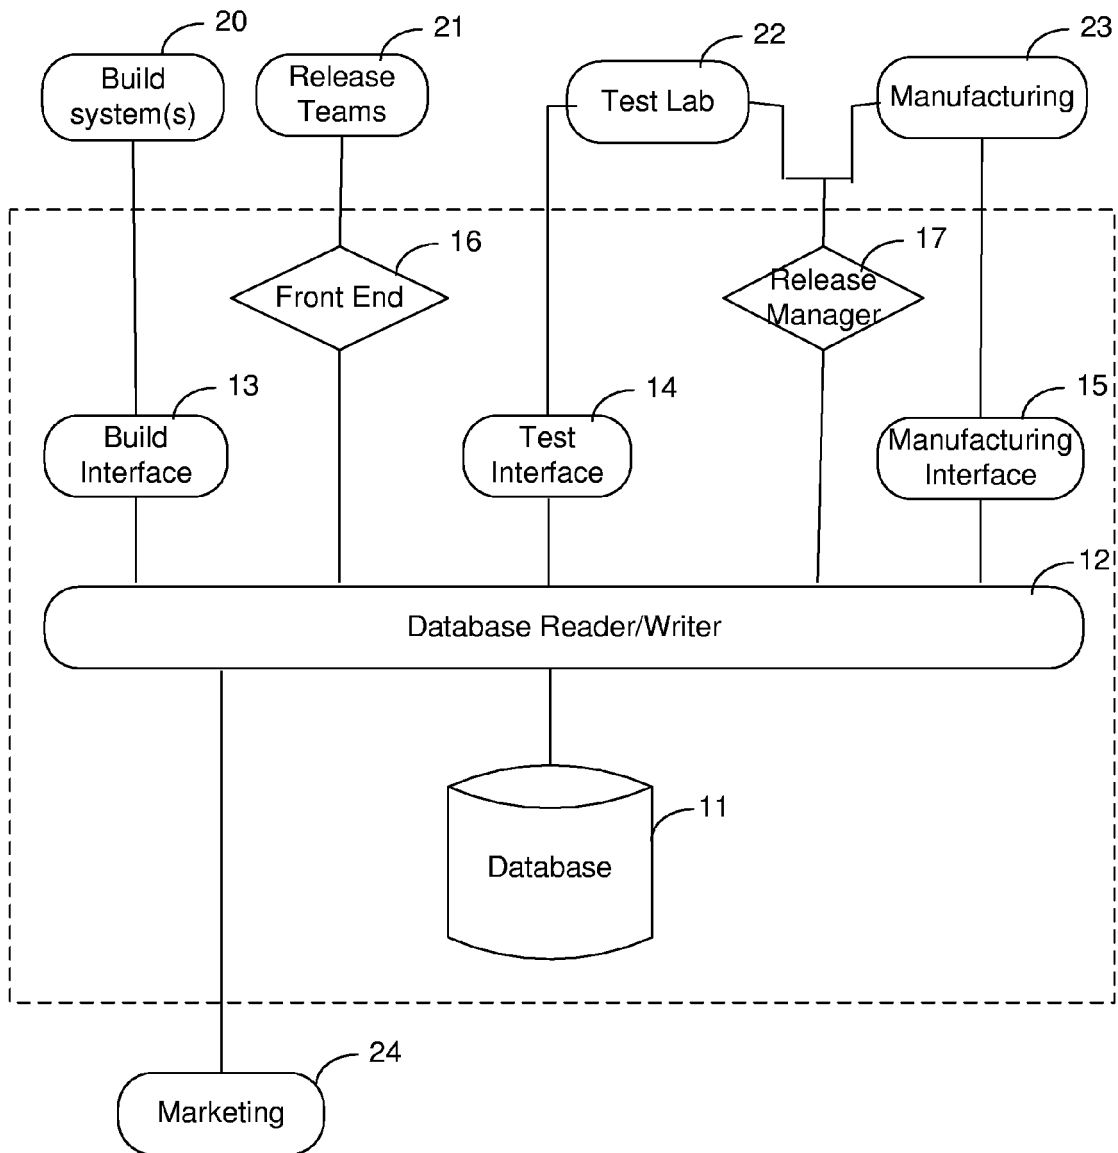 20
21
22
23
Build
system(s)
Release
Teams
Test Lab
Manufacturing
16
17
Front End
Release
Manager
13
14
15
Build
Interface
Test
Interface
Manufacturing
Interface
12
Database Reader/Writer
11
Database
24
Marketing